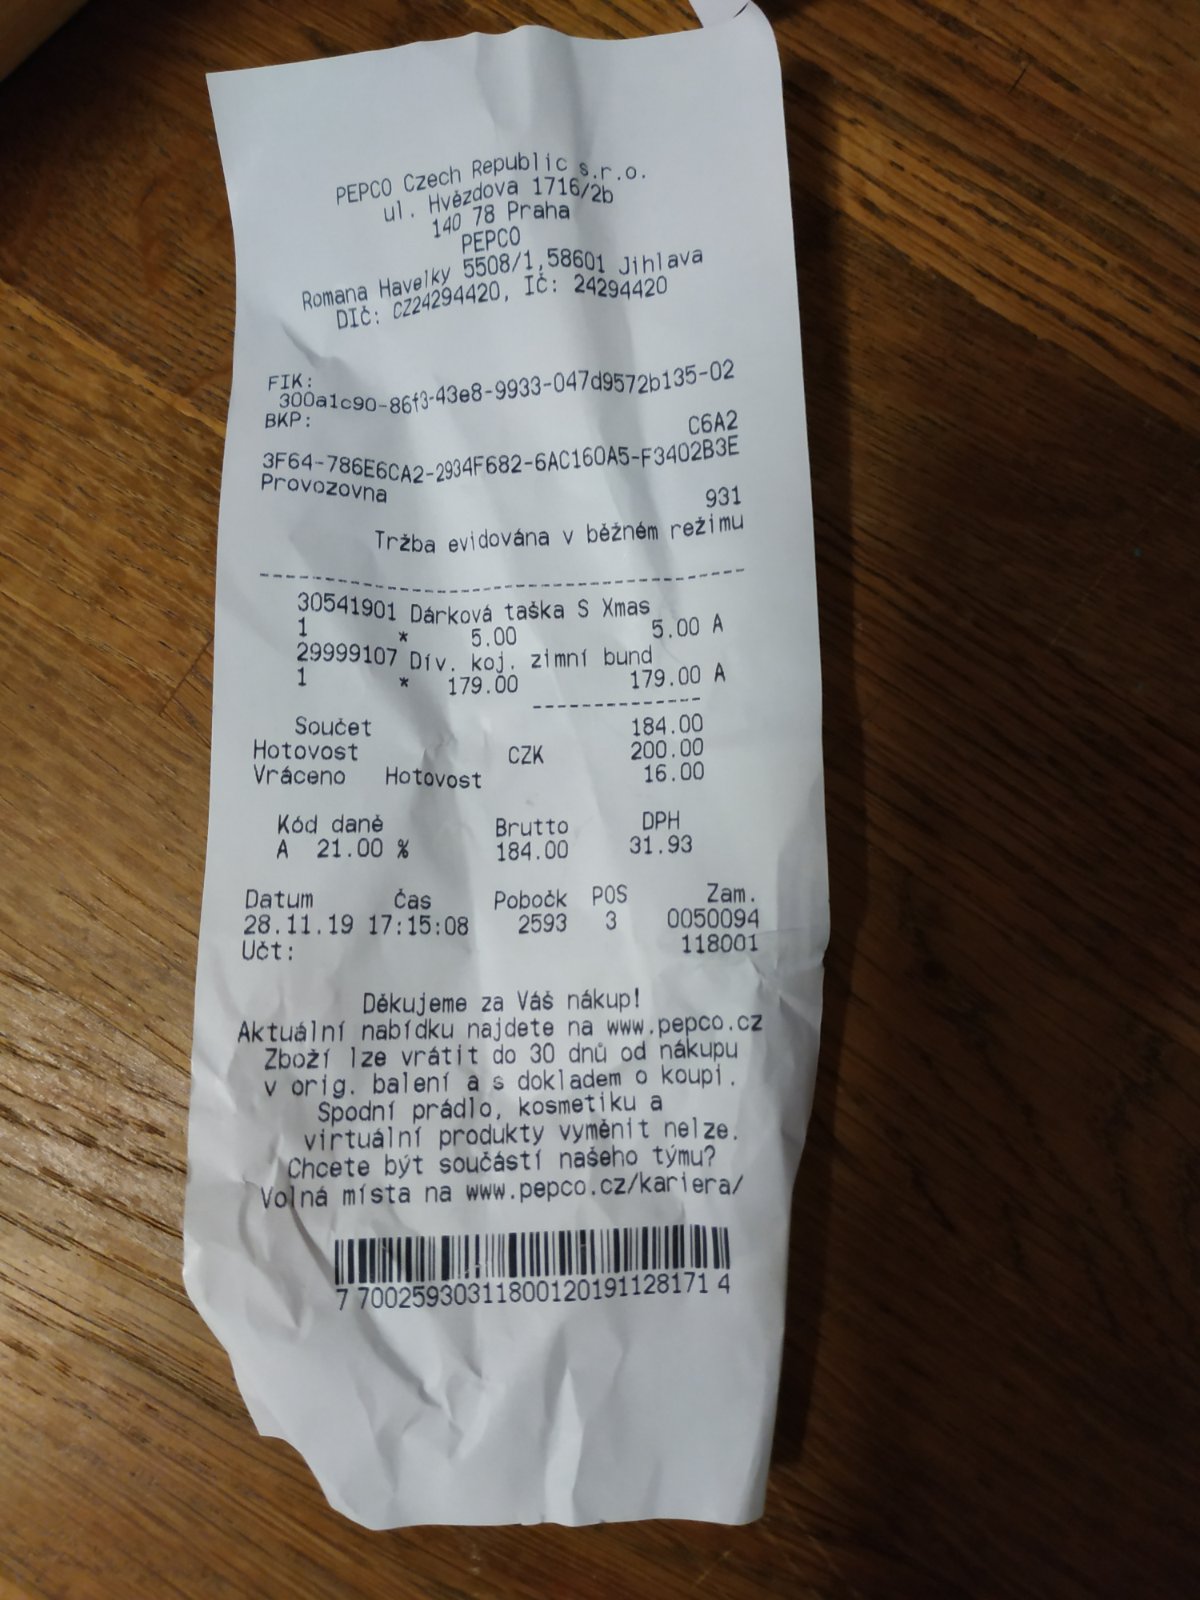 PEPCO Czech Republic s.r.o.
ul. Hvězdova 1716/2b
140 78 Praha
PEPCO
Romana Havelky 5508/1,58601 Jihlava
DIČ: CZ24294420, IČ: 24294420
FIK:
300a1c90-86f3-43e8-9933-047d9572b135-02
BKP: C6A2
3F64-786E6CA2-2934F682-6AC160A5-F3402B3E
Provozovna 931
Tržba evidována v běžném režimu
30541901 Dárková taška S Xmas
1 * 5.00 5.00 A
29999107 Dív. koj. zimní bund
1 * 179.00 179.00 A
Součet 184.00
Hotovost CZK 200.00
Vráceno Hotovost 16.00
Kód daně Brutto DPH
A 21.00 % 184.00 31.93
Datum Čas Pobočk POS Zam.
28.11.19 17:15:08 2593 3 0050094
Účt: 118001
Děkujeme za Váš nákup!
Aktuální nabídku najdete na www.pepco.cz
Zboží lze vrátit do 30 dnů od nákupu
v orig. balení a s dokladem o koupi.
Spodní prádlo, kosmetiku a
virtuální produkty vyměnit nelze.
Chcete být součástí našeho týmu?
Volná místa na www.pepco.cz/kariera/
7 70025930311800120191128171 4